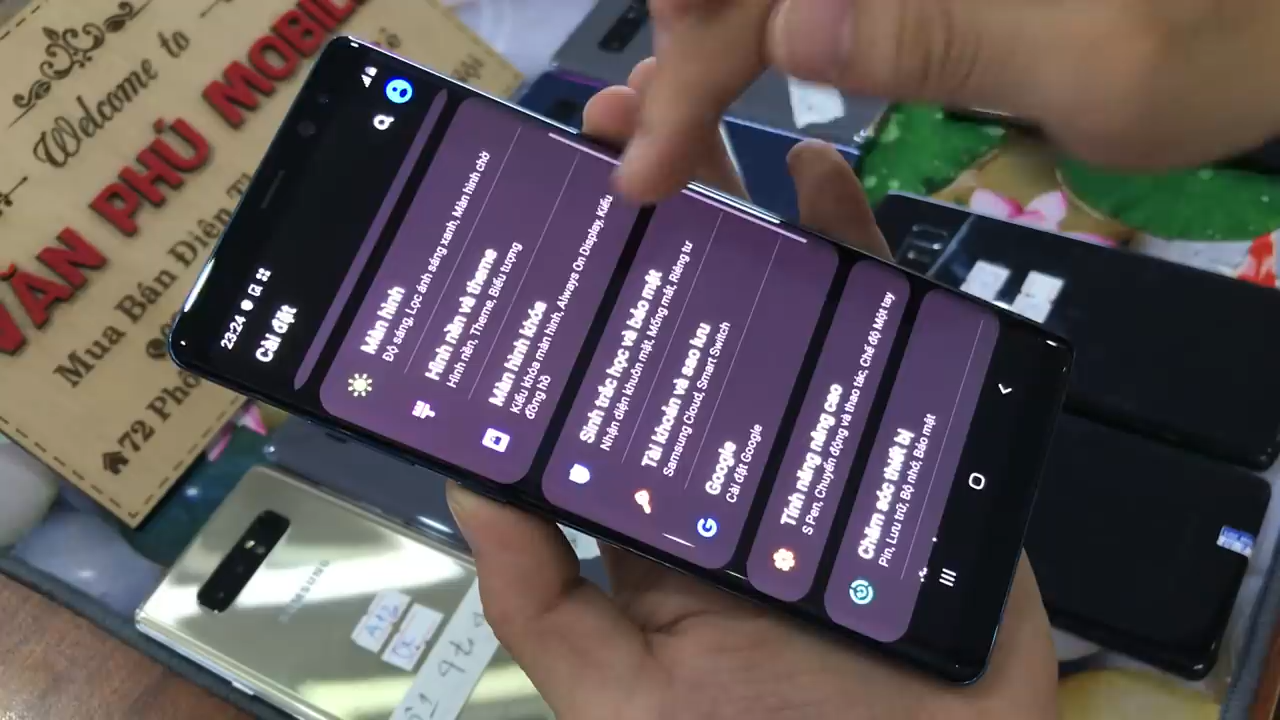 Welcome to
VĂN PHÚ MOBILE
Mua Bán Điện Th
72 Phố
23:24
Cài đặt
Màn hình
Độ sáng, Lọc ánh sáng xanh, Màn hình chờ
Hình nền và theme
Hình nền, Theme, Biểu tượng
Màn hình khóa
Kiểu khóa màn hình, Always On Display, Kiểu
đồng hồ
Sinh trắc học và bảo mật
Nhận diện khuôn mặt, Mống mắt, Riêng tư
Tài khoản và sao lưu
Samsung Cloud, Smart Switch
Google
Cài đặt Google
Tính năng nâng cao
S Pen, Chuyển động và thao tác, Chế độ Một tay
Chăm sóc thiết bị
Pin, Lưu trữ, Bộ nhớ, Bảo mật
SAMSUNG